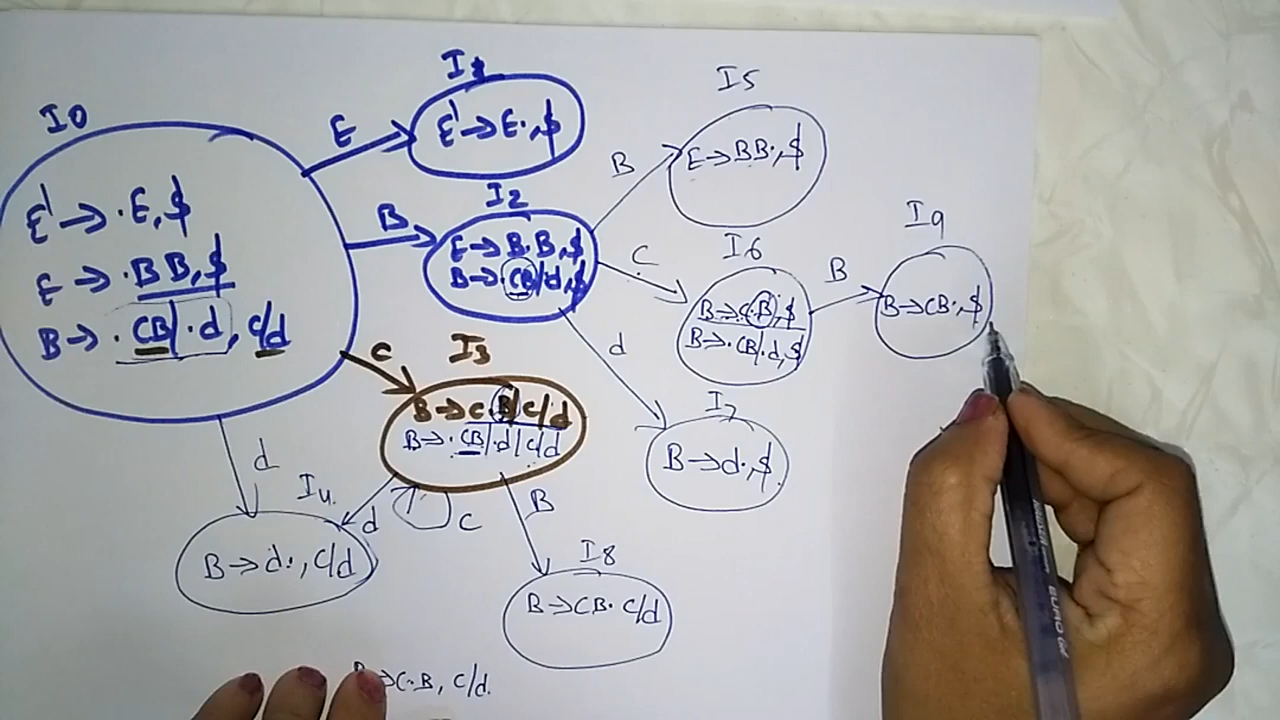 I0
E' → .E, $
E → .BB, $
B → .CB/.d, c/d
E
I1
E' → E., $
B
I2
E → B.B, $
B → .CB/d, $
B
I5
E → BB., $
C
I6
B → C.B, $
B → .CB/.d, $
B
I9
B → CB., $
d
I7
B → d., $
C
I3
B → C.B/C/d
B → .CB/.d/C/d
d
I4
B → d., C/d
d
C
B
I8
B → CB. C/d
→ C.B, C/d.